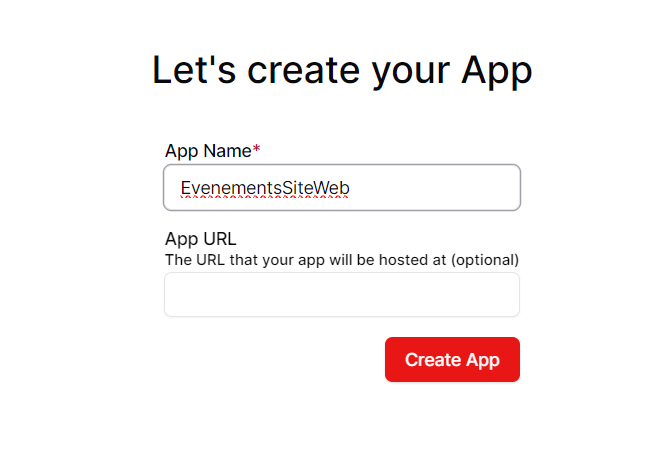 Let's create your App
App Name*
EvenementsSiteWeb
App URL
The URL that your app will be hosted at (optional)
Create App